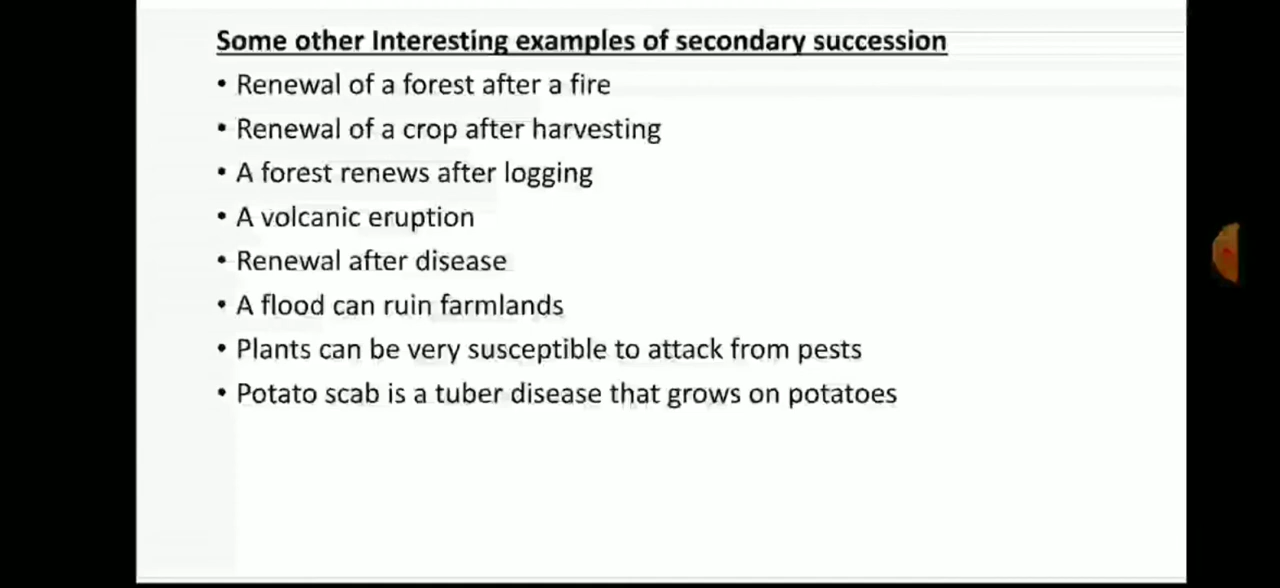 Some other Interesting examples of secondary succession
• Renewal of a forest after a fire
• Renewal of a crop after harvesting
• A forest renews after logging
• A volcanic eruption
• Renewal after disease
• A flood can ruin farmlands
• Plants can be very susceptible to attack from pests
• Potato scab is a tuber disease that grows on potatoes